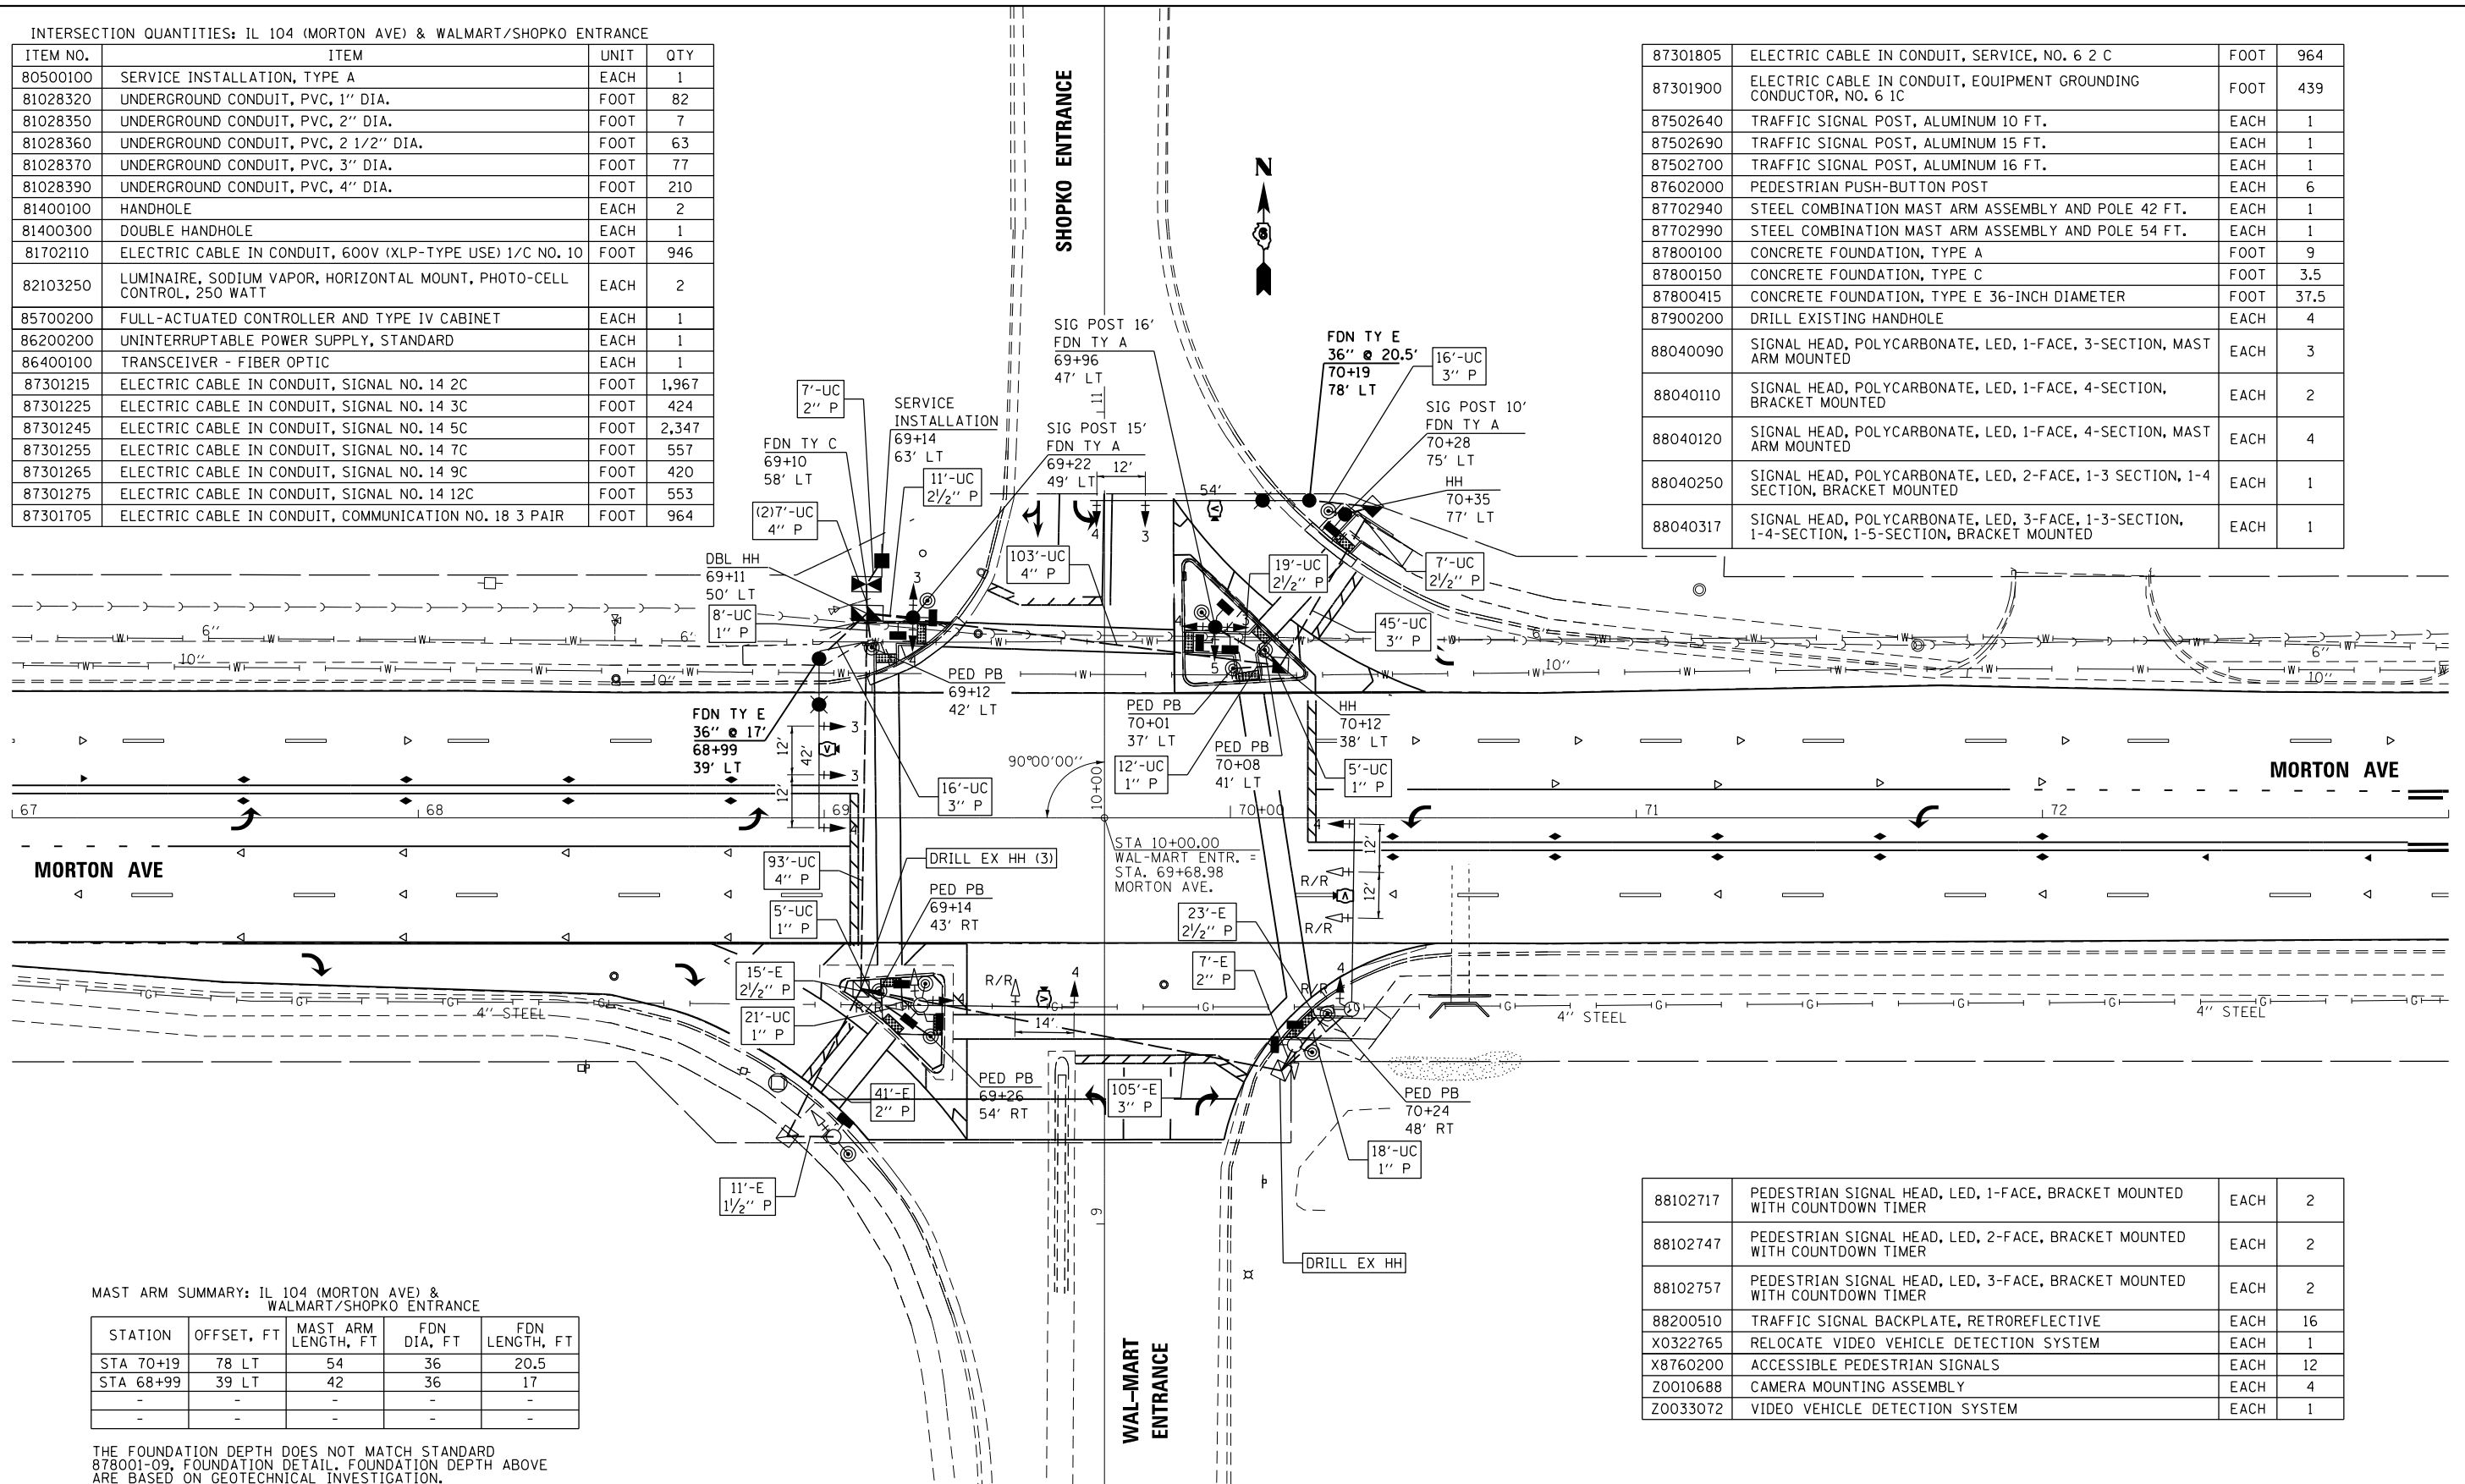 INTERSECTION QUANTITIES: IL 104 (MORTON AVE) & WALMART/SHOPKO ENTRANCE
ITEM NO. ITEM UNIT QTY
80500100 SERVICE INSTALLATION, TYPE A EACH 1
81028320 UNDERGROUND CONDUIT, PVC, 1'' DIA. FOOT 82
81028350 UNDERGROUND CONDUIT, PVC, 2'' DIA. FOOT 7
81028360 UNDERGROUND CONDUIT, PVC, 2 1/2'' DIA. FOOT 63
81028370 UNDERGROUND CONDUIT, PVC, 3'' DIA. FOOT 77
81028390 UNDERGROUND CONDUIT, PVC, 4'' DIA. FOOT 210
81400100 HANDHOLE EACH 2
81400300 DOUBLE HANDHOLE EACH 1
81702110 ELECTRIC CABLE IN CONDUIT, 600V (XLP-TYPE USE) 1/C NO. 10 FOOT 946
82103250 LUMINAIRE, SODIUM VAPOR, HORIZONTAL MOUNT, PHOTO-CELL
CONTROL, 250 WATT EACH 2
85700200 FULL-ACTUATED CONTROLLER AND TYPE IV CABINET EACH 1
86200200 UNINTERRUPTABLE POWER SUPPLY, STANDARD EACH 1
86400100 TRANSCEIVER - FIBER OPTIC EACH 1
87301215 ELECTRIC CABLE IN CONDUIT, SIGNAL NO. 14 2C FOOT 1,967
87301225 ELECTRIC CABLE IN CONDUIT, SIGNAL NO. 14 3C FOOT 424
87301245 ELECTRIC CABLE IN CONDUIT, SIGNAL NO. 14 5C FOOT 2,347
87301255 ELECTRIC CABLE IN CONDUIT, SIGNAL NO. 14 7C FOOT 557
87301265 ELECTRIC CABLE IN CONDUIT, SIGNAL NO. 14 9C FOOT 420
87301275 ELECTRIC CABLE IN CONDUIT, SIGNAL NO. 14 12C FOOT 553
87301705 ELECTRIC CABLE IN CONDUIT, COMMUNICATION NO. 18 3 PAIR FOOT 964
87301805 ELECTRIC CABLE IN CONDUIT, SERVICE, NO. 6 2 C FOOT 964
87301900 ELECTRIC CABLE IN CONDUIT, EQUIPMENT GROUNDING
CONDUCTOR, NO. 6 1C FOOT 439
87502640 TRAFFIC SIGNAL POST, ALUMINUM 10 FT. EACH 1
87502690 TRAFFIC SIGNAL POST, ALUMINUM 15 FT. EACH 1
87502700 TRAFFIC SIGNAL POST, ALUMINUM 16 FT. EACH 1
87602000 PEDESTRIAN PUSH-BUTTON POST EACH 6
87702940 STEEL COMBINATION MAST ARM ASSEMBLY AND POLE 42 FT. EACH 1
87702990 STEEL COMBINATION MAST ARM ASSEMBLY AND POLE 54 FT. EACH 1
87800100 CONCRETE FOUNDATION, TYPE A FOOT 9
87800150 CONCRETE FOUNDATION, TYPE C FOOT 3.5
87800415 CONCRETE FOUNDATION, TYPE E 36-INCH DIAMETER FOOT 37.5
87900200 DRILL EXISTING HANDHOLE EACH 4
88040090 SIGNAL HEAD, POLYCARBONATE, LED, 1-FACE, 3-SECTION, MAST
ARM MOUNTED EACH 3
88040110 SIGNAL HEAD, POLYCARBONATE, LED, 1-FACE, 4-SECTION,
BRACKET MOUNTED EACH 2
88040120 SIGNAL HEAD, POLYCARBONATE, LED, 1-FACE, 4-SECTION, MAST
ARM MOUNTED EACH 4
88040250 SIGNAL HEAD, POLYCARBONATE, LED, 2-FACE, 1-3 SECTION, 1-4
SECTION, BRACKET MOUNTED EACH 1
88040317 SIGNAL HEAD, POLYCARBONATE, LED, 3-FACE, 1-3-SECTION,
1-4-SECTION, 1-5-SECTION, BRACKET MOUNTED EACH 1
SHOPKO ENTRANCE
N
SIG POST 16'
FDN TY A
69+96
47' LT
FDN TY E
36'' @ 20.5'
70+19
78' LT
16'-UC
3'' P
7'-UC
2'' P
SERVICE
INSTALLATION
69+14
63' LT
11
SIG POST 15'
FDN TY A
69+22
49' LT
12'
SIG POST 10'
FDN TY A
70+28
75' LT
FDN TY C
69+10
58' LT
11'-UC
2½'' P
54'
V
HH
70+35
77' LT
(2)7'-UC
4'' P
4
3
DBL HH
69+11
50' LT
103'-UC
4'' P
19'-UC
2½'' P
7'-UC
2½'' P
8'-UC
1'' P
3
4
45'-UC
3'' P
4
5
6''
W
6''
10''
W
10''
6''
10''
W
6''
10''
PED PB
69+12
42' LT
FDN TY E
36'' @ 17'
68+99
39' LT
12'
42'
12'
V
3
3
4
PED PB
70+01
37' LT
PED PB
70+08
41' LT
HH
70+12
38' LT
90°00'00''
12'-UC
1'' P
5'-UC
1'' P
16'-UC
3'' P
10+00
MORTON AVE
67
68
69
70+00
71
72
MORTON AVE
4
12'
12'
R/R
R/R
V
STA 10+00.00
WAL-MART ENTR. =
STA. 69+68.98
MORTON AVE.
93'-UC
4'' P
DRILL EX HH (3)
PED PB
69+14
43' RT
5'-UC
1'' P
23'-E
2½'' P
15'-E
2½'' P
7'-E
2'' P
R/R
V
4
R/R
4
R/R
4
14'
G
4'' STEEL
G
4'' STEEL
4'' STEEL
21'-UC
1'' P
41'-E
2'' P
PED PB
69+26
54' RT
105'-E
3'' P
PED PB
70+24
48' RT
18'-UC
1'' P
11'-E
1½'' P
9
DRILL EX HH
WAL-MART
ENTRANCE
MAST ARM SUMMARY: IL 104 (MORTON AVE) &
WALMART/SHOPKO ENTRANCE
STATION OFFSET, FT MAST ARM LENGTH, FT FDN DIA, FT FDN LENGTH, FT
STA 70+19 78 LT 54 36 20.5
STA 68+99 39 LT 42 36 17
- - - - -
- - - - -
THE FOUNDATION DEPTH DOES NOT MATCH STANDARD
878001-09, FOUNDATION DETAIL. FOUNDATION DEPTH ABOVE
ARE BASED ON GEOTECHNICAL INVESTIGATION.
88102717 PEDESTRIAN SIGNAL HEAD, LED, 1-FACE, BRACKET MOUNTED
WITH COUNTDOWN TIMER EACH 2
88102747 PEDESTRIAN SIGNAL HEAD, LED, 2-FACE, BRACKET MOUNTED
WITH COUNTDOWN TIMER EACH 2
88102757 PEDESTRIAN SIGNAL HEAD, LED, 3-FACE, BRACKET MOUNTED
WITH COUNTDOWN TIMER EACH 2
88200510 TRAFFIC SIGNAL BACKPLATE, RETROREFLECTIVE EACH 16
X0322765 RELOCATE VIDEO VEHICLE DETECTION SYSTEM EACH 1
X8760200 ACCESSIBLE PEDESTRIAN SIGNALS EACH 12
Z0010688 CAMERA MOUNTING ASSEMBLY EACH 4
Z0033072 VIDEO VEHICLE DETECTION SYSTEM EACH 1